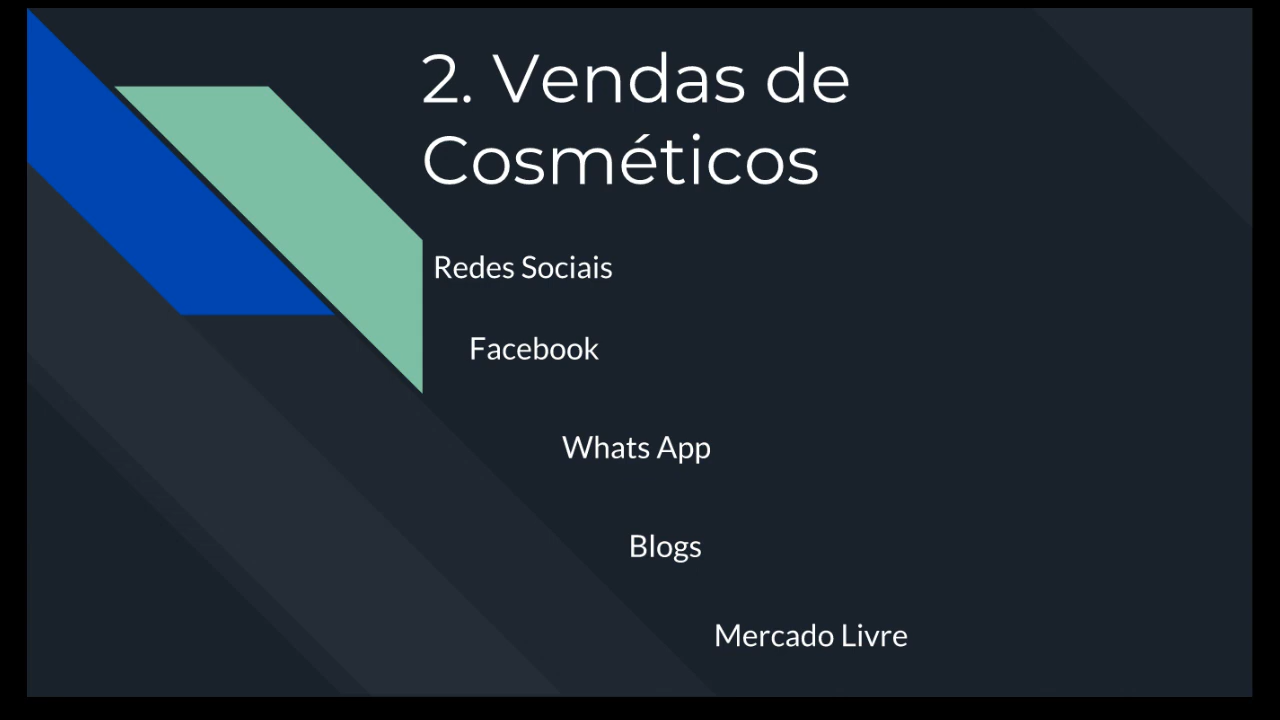 2. Vendas de
Cosméticos
Redes Sociais
Facebook
Whats App
Blogs
Mercado Livre